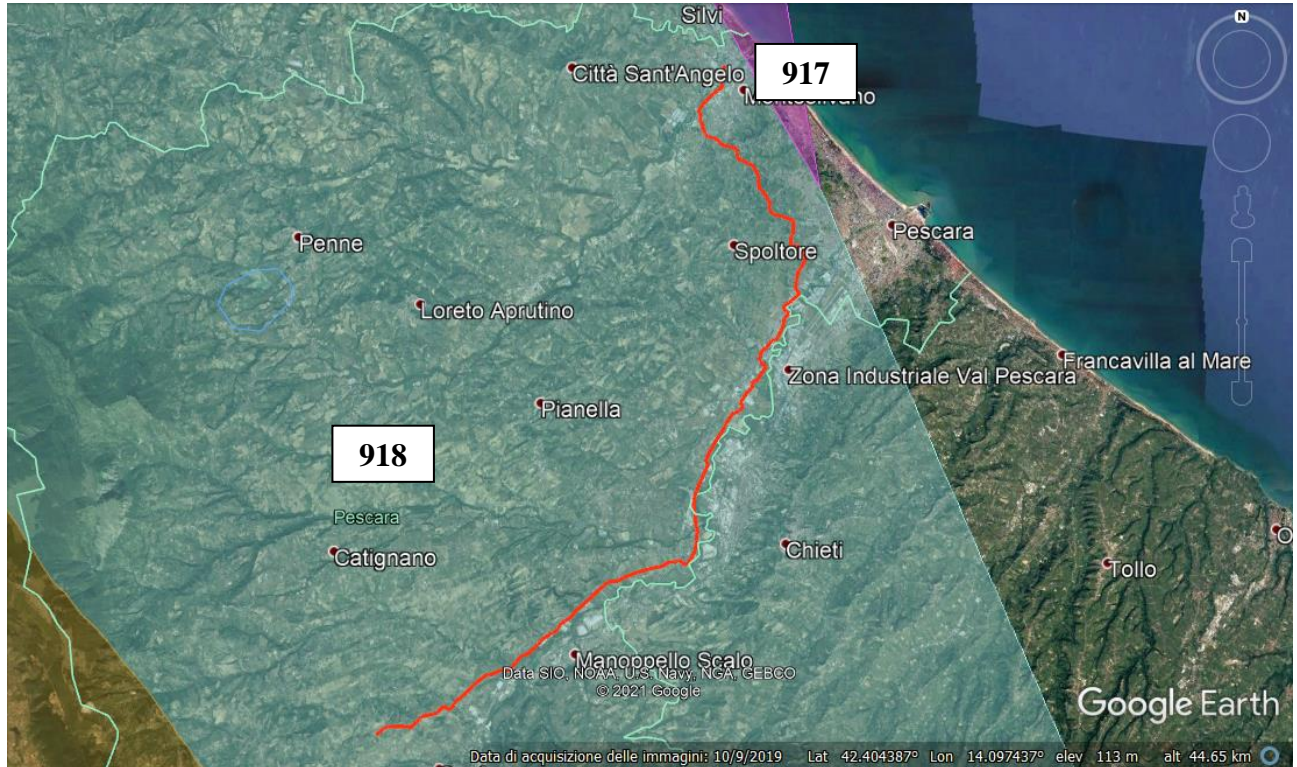 Silvi
N
917
Città Sant'Angelo
Montesilvano
Pescara
Penne
Spoltore
Loreto Aprutino
Francavilla al Mare
Zona Industriale Val Pescara
Pianella
918
Pescara
O
Chieti
Catignano
Tollo
Manoppello Scalo
Data SIO, NOAA, U.S. Navy, NGA, GEBCO
© 2021 Google
Google Earth
Data di acquisizione delle immagini: 10/9/2019 Lat 42.404387° Lon 14.097437° elev 113 m alt 44.65 km